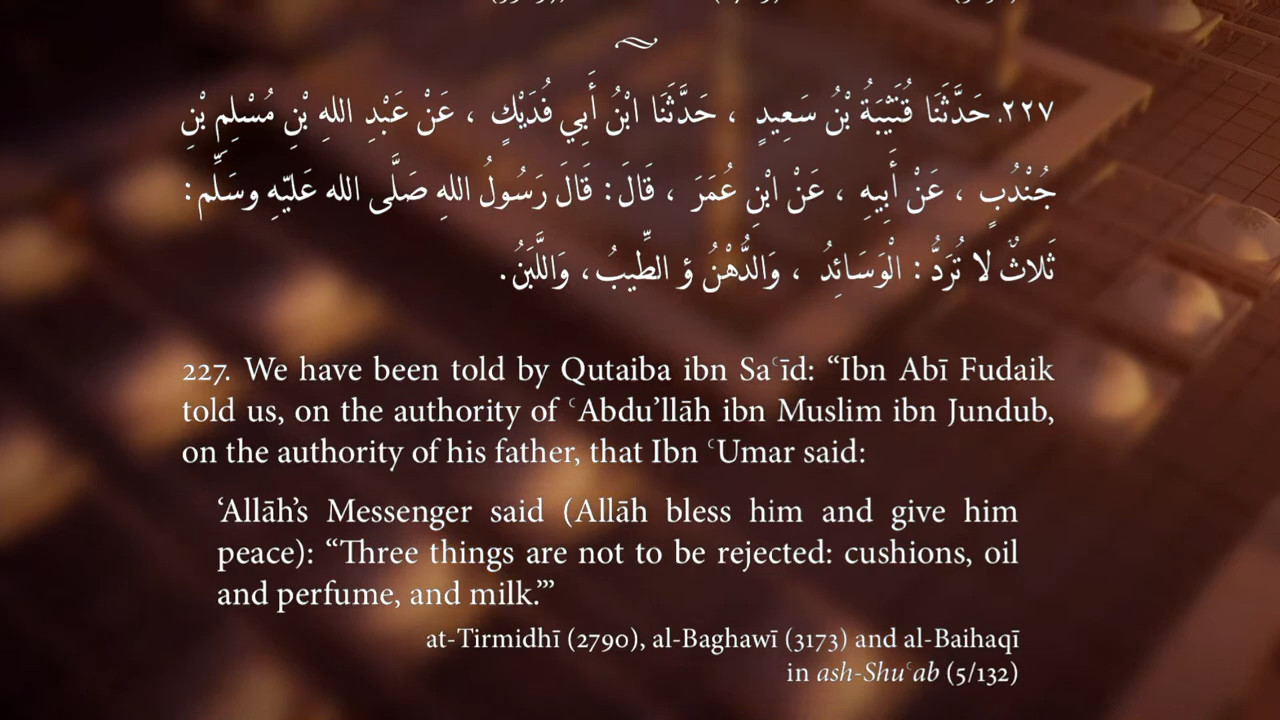 ٢٢٧. حَدَّثَنَا قُتَيْبَةُ بْنُ سَعِيدٍ ، حَدَّثَنَا ابْنُ أَبِي فُدَيْكٍ ، عَنْ عَبْدِ اللهِ بْنِ مُسْلِمِ بْنِ
جُنْدُبٍ ، عَنْ أَبِيهِ ، عَنْ ابْنِ عُمَرَ ، قَالَ : قَالَ رَسُولُ اللهِ صَلَّى الله عَلَيّهِ وسَلَّم :
ثَلاثٌ لا تُرَدُّ : الْوَسَائِدُ ، وَالدُّهْنُ ؤ الطِّيبُ ، وَاللَّبَنُ .
227. We have been told by Qutaiba ibn Saʿīd: “Ibn Abī Fudaik
told us, on the authority of ʿAbdu’llāh ibn Muslim ibn Jundub,
on the authority of his father, that Ibn ʿUmar said:
‘Allāh’s Messenger said (Allāh bless him and give him
peace): “Three things are not to be rejected: cushions, oil
and perfume, and milk.”’
at-Tirmidhī (2790), al-Baghawī (3173) and al-Baihaqī
in ash-Shuʿab (5/132)